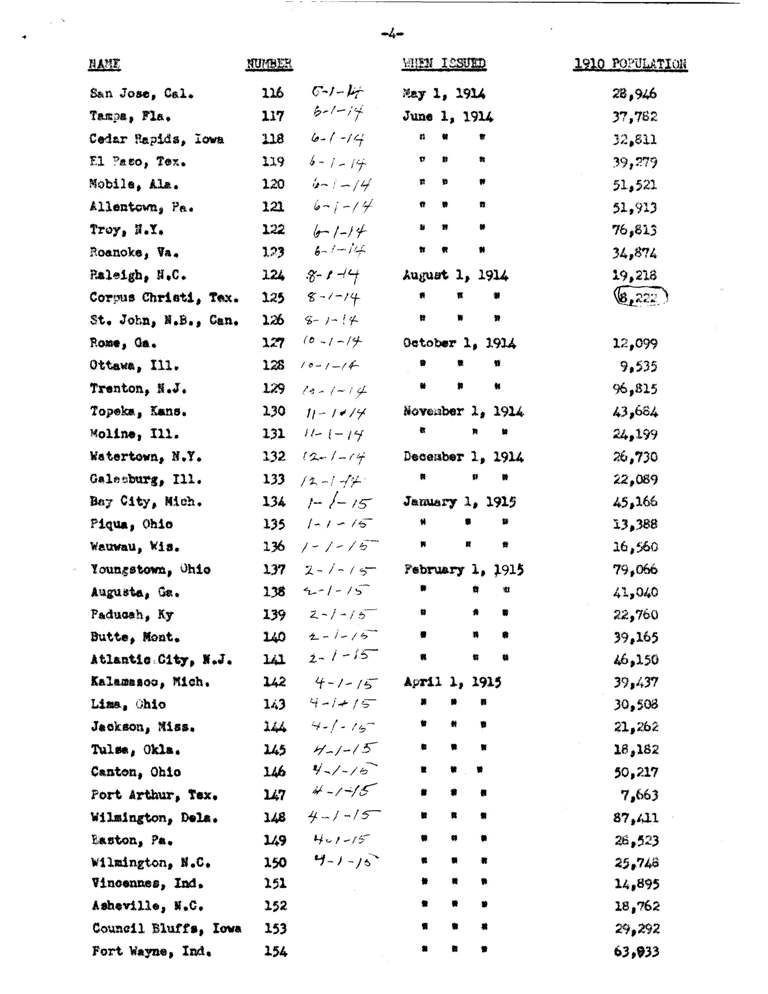 -4-
NAME NUMBER WHEN ISSUED 1910 POPULATION
San Jose, Cal. 116 5-1-14 May 1, 1914 28,946
Tampa, Fla. 117 6-1-14 June 1, 1914 37,782
Cedar Rapids, Iowa 118 6-1-14 " " " 32,811
El Paso, Tex. 119 6-1-14 " " " 39,279
Mobile, Ala. 120 6-1-14 " " " 51,521
Allentown, Pa. 121 6-1-14 " " " 51,913
Troy, N.Y. 122 6-1-14 " " " 76,813
Roanoke, Va. 123 6-1-14 " " " 34,874
Raleigh, N.C. 124 8-1-14 August 1, 1914 19,218
Corpus Christi, Tex. 125 8-1-14 " " " 8,222
St. John, N.B., Can. 126 8-1-14 " " "
Rome, Ga. 127 10-1-14 October 1, 1914 12,099
Ottawa, Ill. 128 10-1-14 " " " 9,535
Trenton, N.J. 129 10-1-14 " " " 96,815
Topeka, Kans. 130 11-1-14 November 1, 1914 43,684
Moline, Ill. 131 11-1-14 " " " 24,199
Watertown, N.Y. 132 12-1-14 December 1, 1914 26,730
Galesburg, Ill. 133 12-1-14 " " " 22,089
Bay City, Mich. 134 1-1-15 January 1, 1915 45,166
Piqua, Ohio 135 1-1-15 " " " 13,388
Wauwau, Wis. 136 1-1-15 " " " 16,560
Youngstown, Ohio 137 2-1-15 February 1, 1915 79,066
Augusta, Ga. 138 2-1-15 " " " 41,040
Paducah, Ky 139 2-1-15 " " " 22,760
Butte, Mont. 140 2-1-15 " " " 39,165
Atlantic City, N.J. 141 2-1-15 " " " 46,150
Kalamazoo, Mich. 142 4-1-15 April 1, 1915 39,437
Lima, Ohio 143 4-1-15 " " " 30,508
Jackson, Miss. 144 4-1-15 " " " 21,262
Tulsa, Okla. 145 4-1-15 " " " 18,182
Canton, Ohio 146 4-1-15 " " " 50,217
Port Arthur, Tex. 147 4-1-15 " " " 7,663
Wilmington, Dela. 148 4-1-15 " " " 87,411
Easton, Pa. 149 4-1-15 " " " 28,523
Wilmington, N.C. 150 4-1-15 " " " 25,748
Vincennes, Ind. 151 " " " 14,895
Asheville, N.C. 152 " " " 18,762
Council Bluffs, Iowa 153 " " " 29,292
Fort Wayne, Ind. 154 " " " 63,933